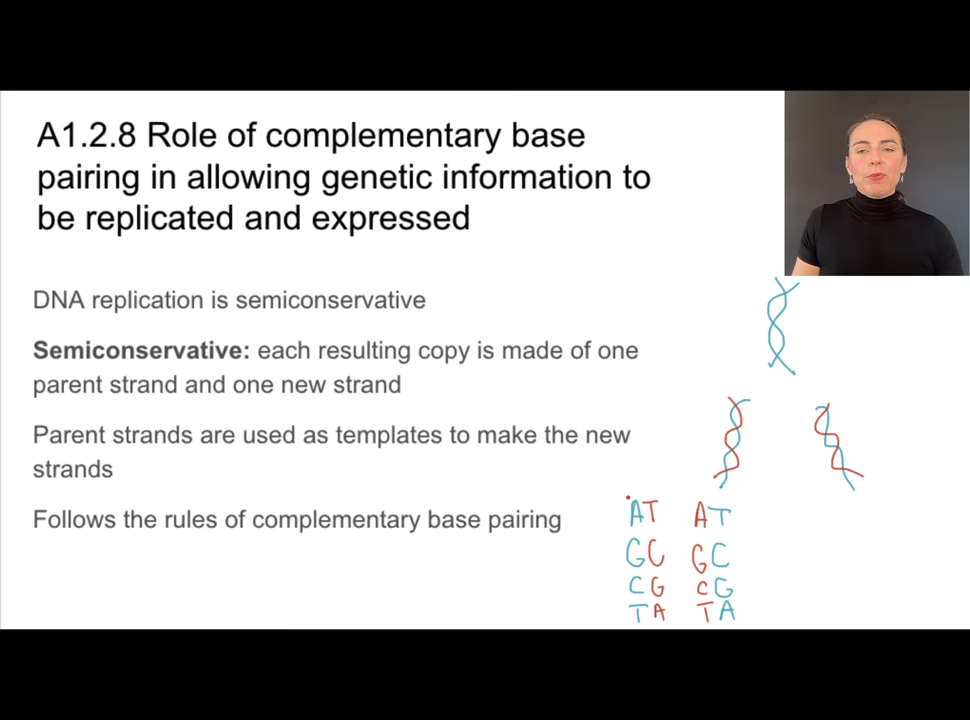 A1.2.8 Role of complementary base
pairing in allowing genetic information to
be replicated and expressed
DNA replication is semiconservative
Semiconservative: each resulting copy is made of one
parent strand and one new strand
Parent strands are used as templates to make the new
strands
Follows the rules of complementary base pairing
AT AT
GC GC
CG CG
TA TA